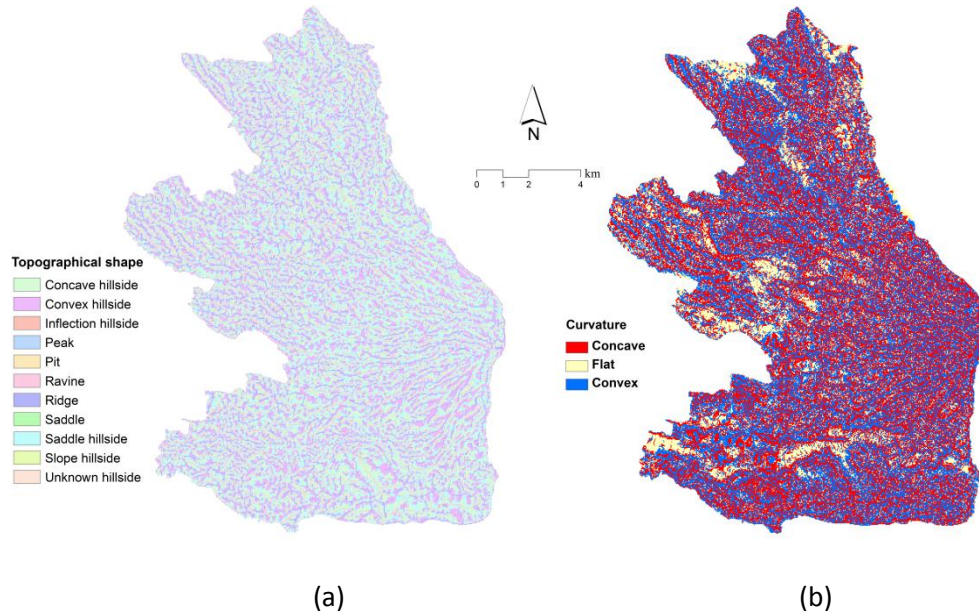 N
km
0 1 2 4
Topographical shape
Concave hillside
Convex hillside
Inflection hillside
Peak
Pit
Ravine
Ridge
Saddle
Saddle hillside
Slope hillside
Unknown hillside
Curvature
Concave
Flat
Convex
(a)
(b)